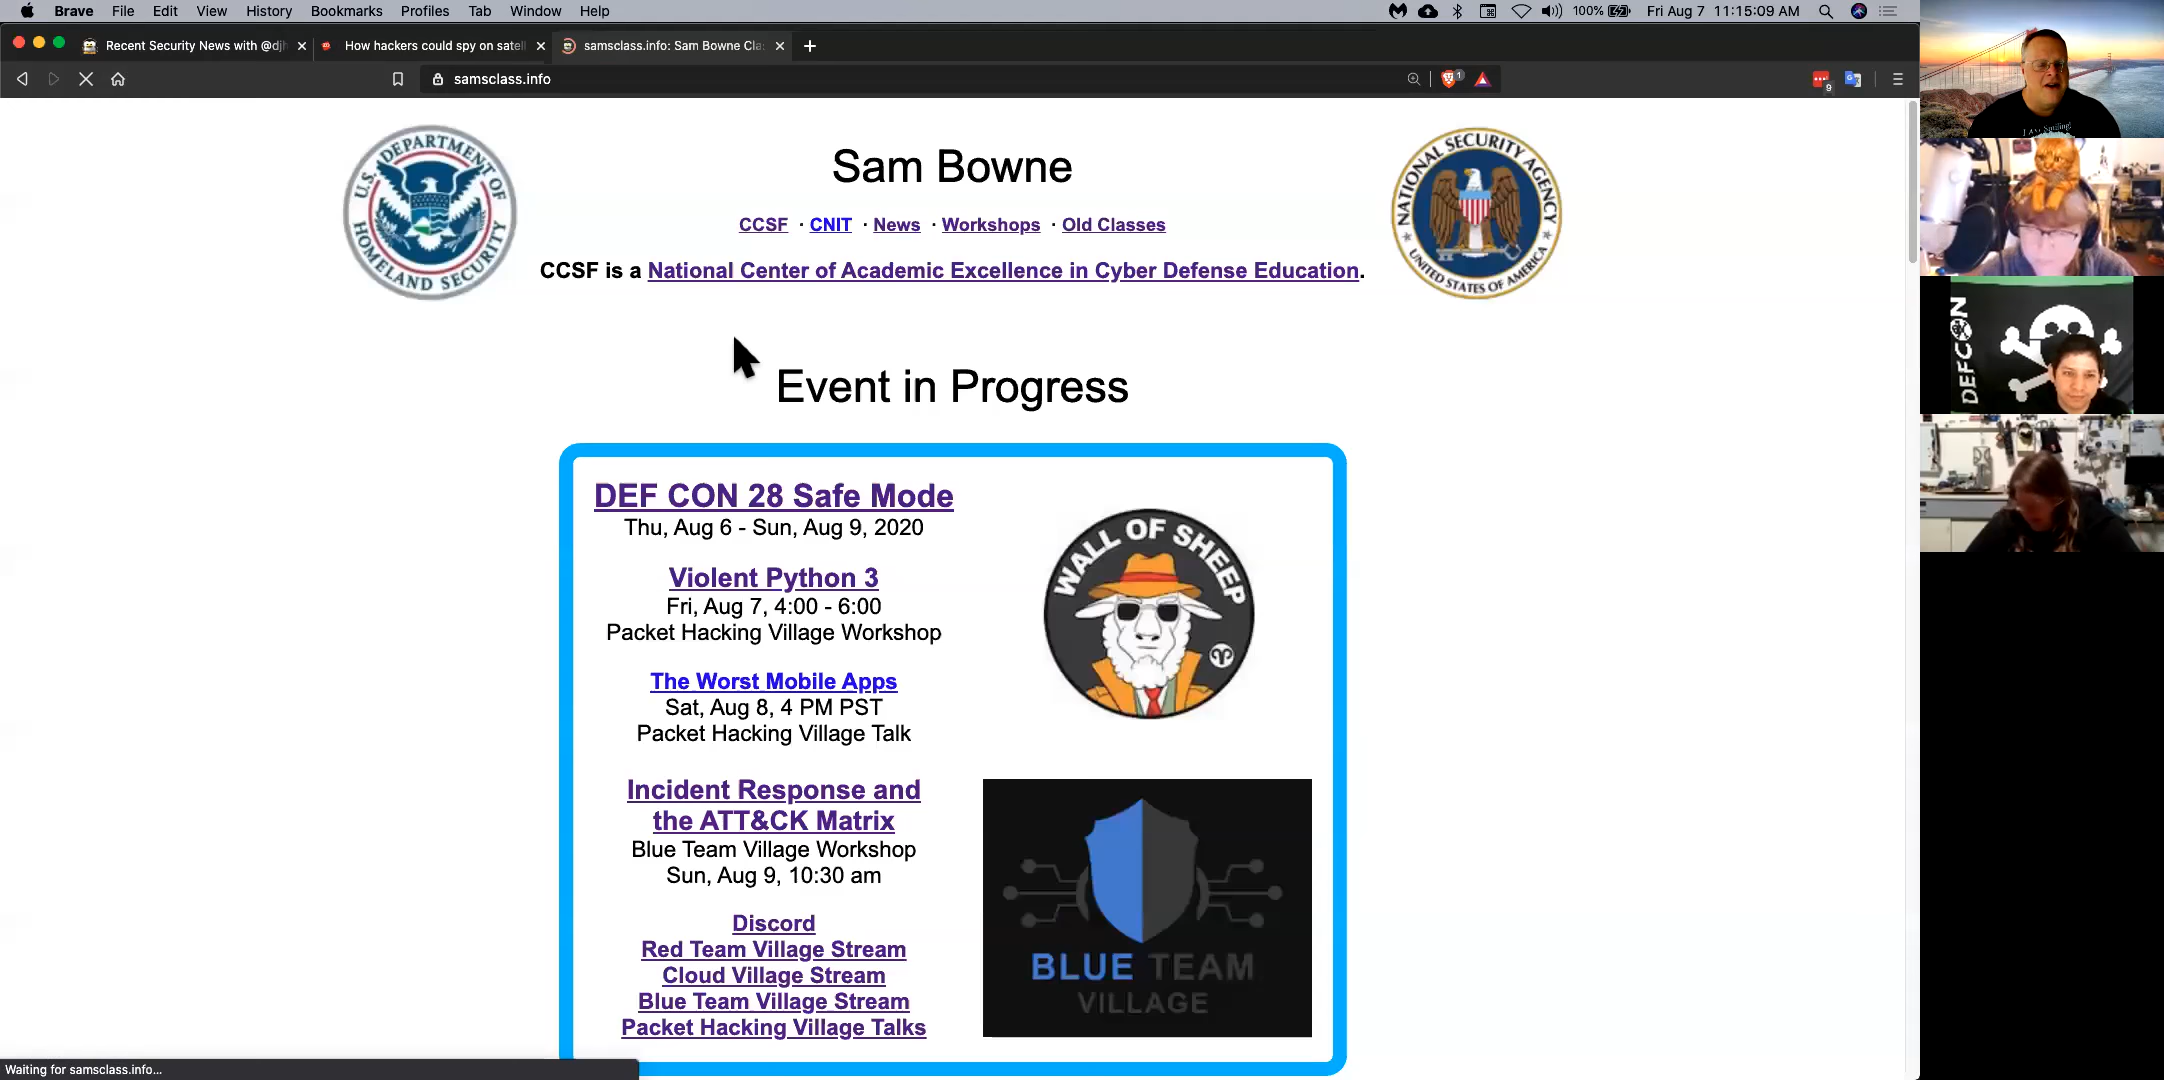 Brave File Edit View History Bookmarks Profiles Tab Window Help 100% Fri Aug 7 11:15:09 AM
Recent Security News with @djh
How hackers could spy on satell
samsclass.info: Sam Bowne Cla
samsclass.info
9
1
U.S. DEPARTMENT OF HOMELAND SECURITY
Sam Bowne
CCSF · CNIT · News · Workshops · Old Classes
CCSF is a National Center of Academic Excellence in Cyber Defense Education.
NATIONAL SECURITY AGENCY
UNITED STATES OF AMERICA
Event in Progress
DEF CON 28 Safe Mode
Thu, Aug 6 - Sun, Aug 9, 2020
Violent Python 3
Fri, Aug 7, 4:00 - 6:00
Packet Hacking Village Workshop
The Worst Mobile Apps
Sat, Aug 8, 4 PM PST
Packet Hacking Village Talk
Incident Response and
the ATT&CK Matrix
Blue Team Village Workshop
Sun, Aug 9, 10:30 am
Discord
Red Team Village Stream
Cloud Village Stream
Blue Team Village Stream
Packet Hacking Village Talks
WALL OF SHEEP
BLUE TEAM
VILLAGE
Waiting for samsclass.info...
I AM Smiling!
DEFCON